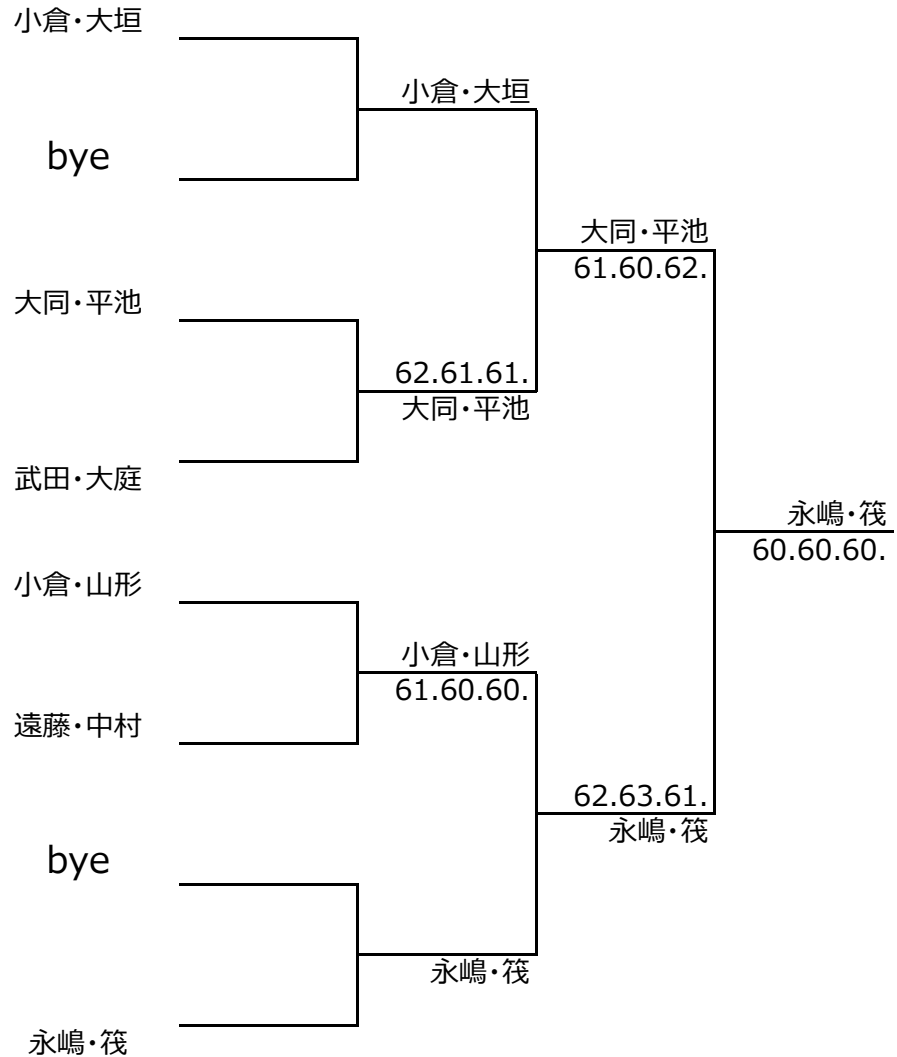 小倉・大垣
小倉・大垣
bye
大同・平池
61.60.62.
大同・平池
62.61.61.
大同・平池
武田・大庭
永嶋・筏
60.60.60.
小倉・山形
小倉・山形
61.60.60.
遠藤・中村
62.63.61.
永嶋・筏
bye
永嶋・筏
永嶋・筏